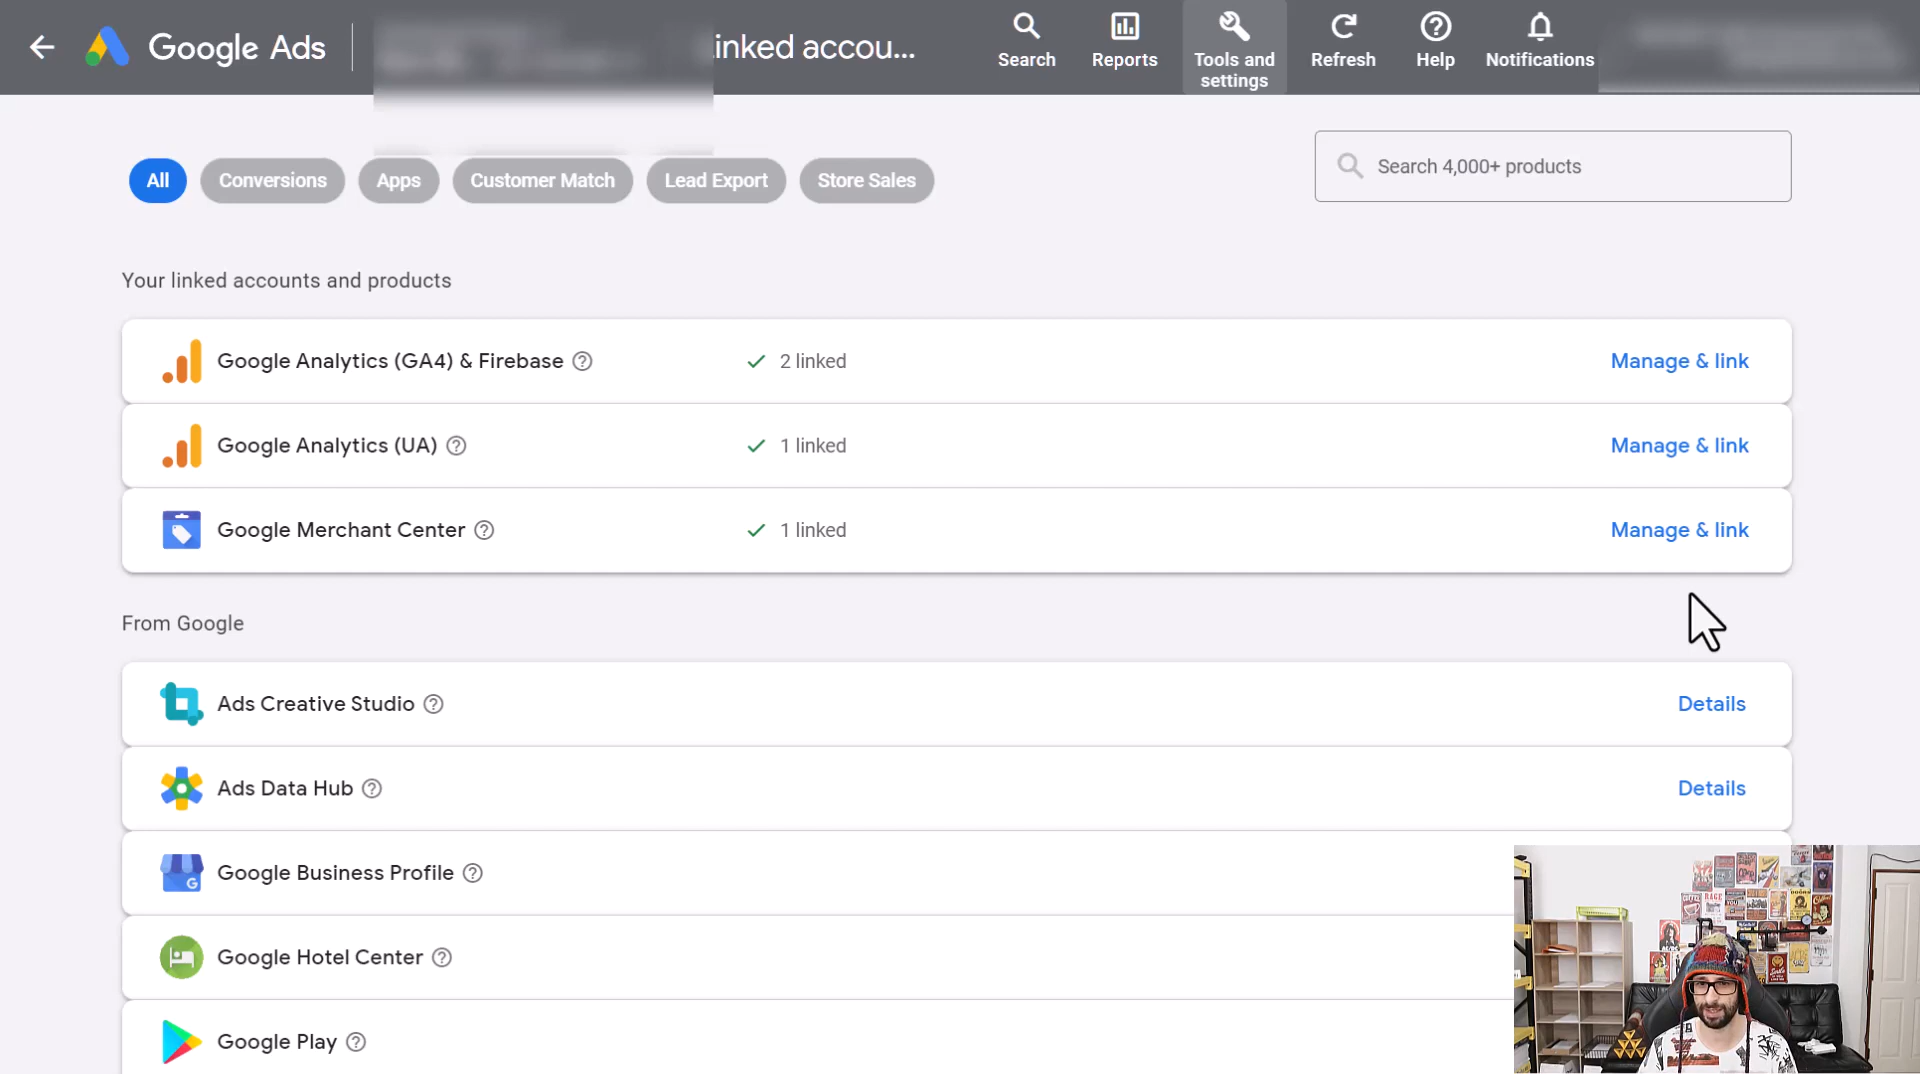 Google Ads
inked accou...
Search
Reports
Tools and
settings
Refresh
Help
Notifications
All
Conversions
Apps
Customer Match
Lead Export
Store Sales
Search 4,000+ products
Your linked accounts and products
Google Analytics (GA4) & Firebase
2 linked
Manage & link
Google Analytics (UA)
1 linked
Manage & link
Google Merchant Center
1 linked
Manage & link
From Google
Ads Creative Studio
Details
Ads Data Hub
Details
Google Business Profile
Google Hotel Center
Google Play